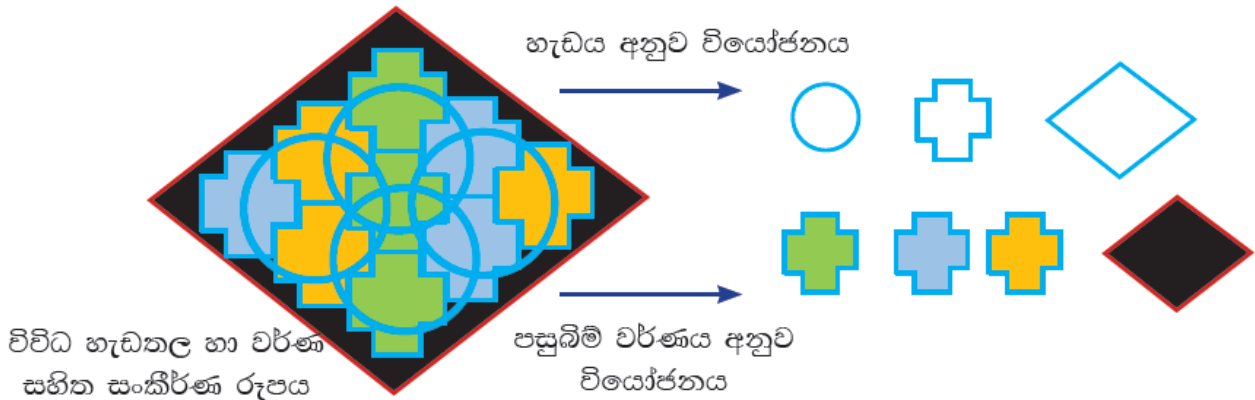 හැඩය අනුව වියෝජනය
විවිධ හැඩතල හා වර්ණ
සහිත සංකීර්ණ රූපය
පසුබිම් වර්ණය අනුව
වියෝජනය